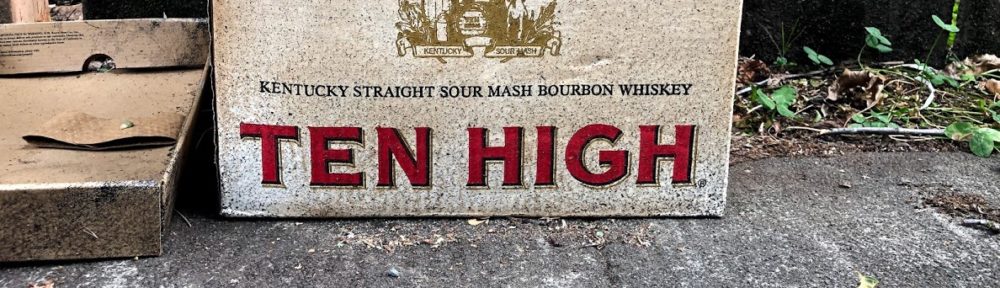 KENTUCKY SOUR MASH
KENTUCKY STRAIGHT SOUR MASH BOURBON WHISKEY
TEN HIGH
®